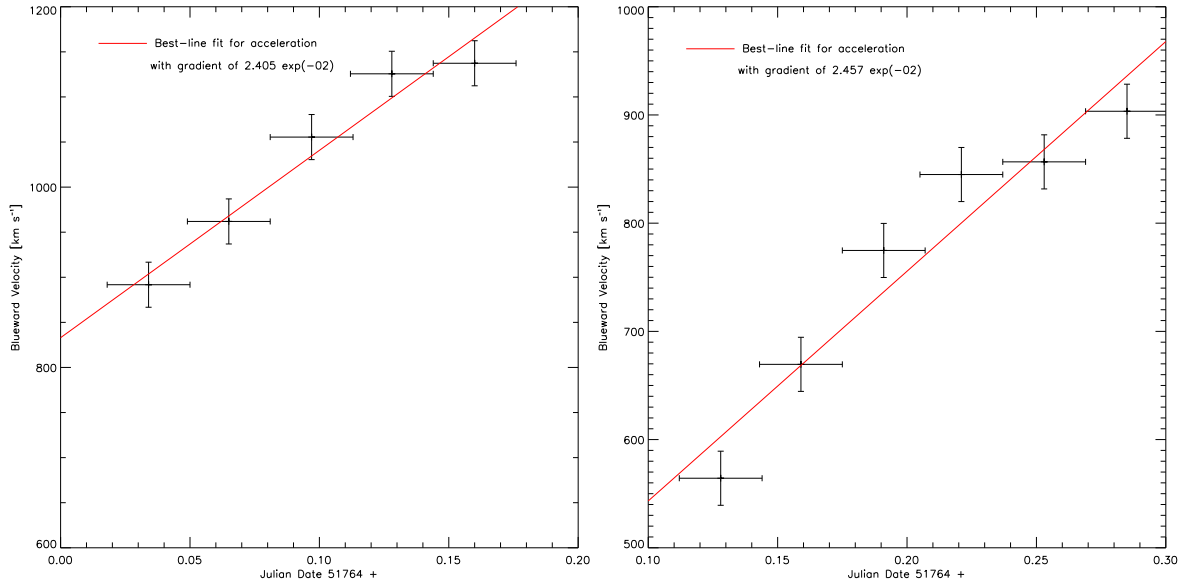 1200
1000
800
600
Blueward Velocity [km s⁻¹]
Best-line fit for acceleration
with gradient of 2.405 exp(-02)
0.00
0.05
0.10
0.15
0.20
Julian Date 51764 +
1000
900
800
700
600
500
Blueward Velocity [km s⁻¹]
Best-line fit for acceleration
with gradient of 2.457 exp(-02)
0.10
0.15
0.20
0.25
0.30
Julian Date 51764 +